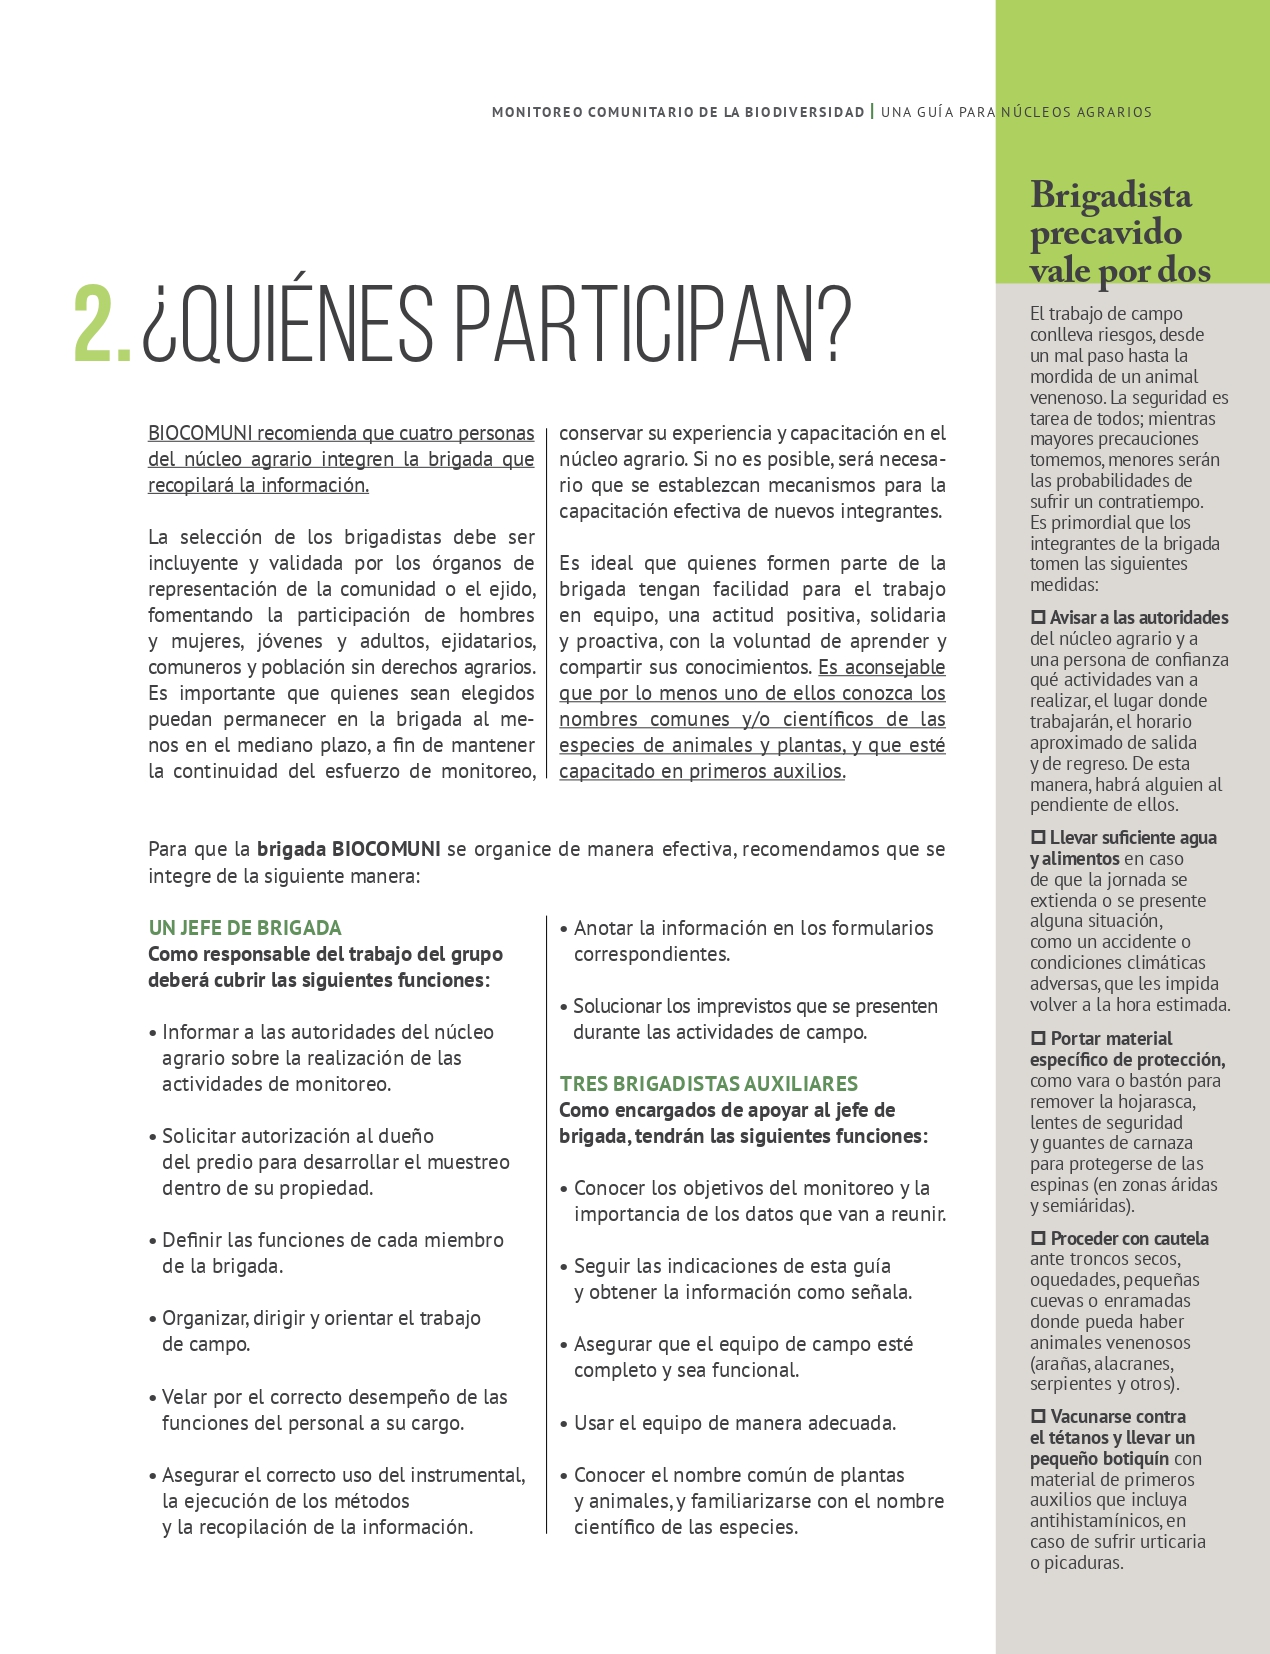 MONITOREO COMUNITARIO DE LA BIODIVERSIDAD | UNA GUÍA PARA NÚCLEOS AGRARIOS
2. ¿QUIÉNES PARTICIPAN?
BIOCOMUNI recomienda que cuatro personas
del núcleo agrario integren la brigada que
recopilará la información.
La selección de los brigadistas debe ser
incluyente y validada por los órganos de
representación de la comunidad o el ejido,
fomentando la participación de hombres
y mujeres, jóvenes y adultos, ejidatarios,
comuneros y población sin derechos agrarios.
Es importante que quienes sean elegidos
puedan permanecer en la brigada al me-
nos en el mediano plazo, a fin de mantener
la continuidad del esfuerzo de monitoreo,
conservar su experiencia y capacitación en el
núcleo agrario. Si no es posible, será necesa-
rio que se establezcan mecanismos para la
capacitación efectiva de nuevos integrantes.
Es ideal que quienes formen parte de la
brigada tengan facilidad para el trabajo
en equipo, una actitud positiva, solidaria
y proactiva, con la voluntad de aprender y
compartir sus conocimientos. Es aconsejable
que por lo menos uno de ellos conozca los
nombres comunes y/o científicos de las
especies de animales y plantas, y que esté
capacitado en primeros auxilios.
Para que la brigada BIOCOMUNI se organice de manera efectiva, recomendamos que se
integre de la siguiente manera:
UN JEFE DE BRIGADA
Como responsable del trabajo del grupo
deberá cubrir las siguientes funciones:
• Informar a las autoridades del núcleo
agrario sobre la realización de las
actividades de monitoreo.
• Solicitar autorización al dueño
del predio para desarrollar el muestreo
dentro de su propiedad.
• Definir las funciones de cada miembro
de la brigada.
• Organizar, dirigir y orientar el trabajo
de campo.
• Velar por el correcto desempeño de las
funciones del personal a su cargo.
• Asegurar el correcto uso del instrumental,
la ejecución de los métodos
y la recopilación de la información.
• Anotar la información en los formularios
correspondientes.
• Solucionar los imprevistos que se presenten
durante las actividades de campo.
TRES BRIGADISTAS AUXILIARES
Como encargados de apoyar al jefe de
brigada, tendrán las siguientes funciones:
• Conocer los objetivos del monitoreo y la
importancia de los datos que van a reunir.
• Seguir las indicaciones de esta guía
y obtener la información como señala.
• Asegurar que el equipo de campo esté
completo y sea funcional.
• Usar el equipo de manera adecuada.
• Conocer el nombre común de plantas
y animales, y familiarizarse con el nombre
científico de las especies.
Brigadista
precavido
vale por dos
El trabajo de campo
conlleva riesgos, desde
un mal paso hasta la
mordida de un animal
venenoso. La seguridad es
tarea de todos; mientras
mayores precauciones
tomemos, menores serán
las probabilidades de
sufrir un contratiempo.
Es primordial que los
integrantes de la brigada
tomen las siguientes
medidas:
Avisar a las autoridades
del núcleo agrario y a
una persona de confianza
qué actividades van a
realizar, el lugar donde
trabajarán, el horario
aproximado de salida
y de regreso. De esta
manera, habrá alguien al
pendiente de ellos.
Llevar suficiente agua
y alimentos en caso
de que la jornada se
extienda o se presente
alguna situación,
como un accidente o
condiciones climáticas
adversas, que les impida
volver a la hora estimada.
Portar material
específico de protección,
como vara o bastón para
remover la hojarasca,
lentes de seguridad
y guantes de carnaza
para protegerse de las
espinas (en zonas áridas
y semiáridas).
Proceder con cautela
ante troncos secos,
oquedades, pequeñas
cuevas o enramadas
donde pueda haber
animales venenosos
(arañas, alacranes,
serpientes y otros).
Vacunarse contra
el tétanos y llevar un
pequeño botiquín con
material de primeros
auxilios que incluya
antihistamínicos, en
caso de sufrir urticaria
o picaduras.